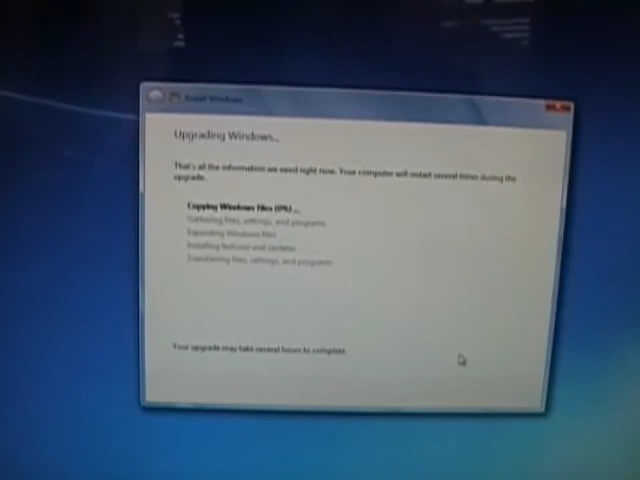 Install Windows
Upgrading Windows...
That's all the information we need right now. Your computer will restart several times during the
upgrade.
Copying Windows files (0%) ...
Gathering files, settings, and programs
Expanding Windows files
Installing features and updates
Transferring files, settings, and programs
Your upgrade may take several hours to complete.